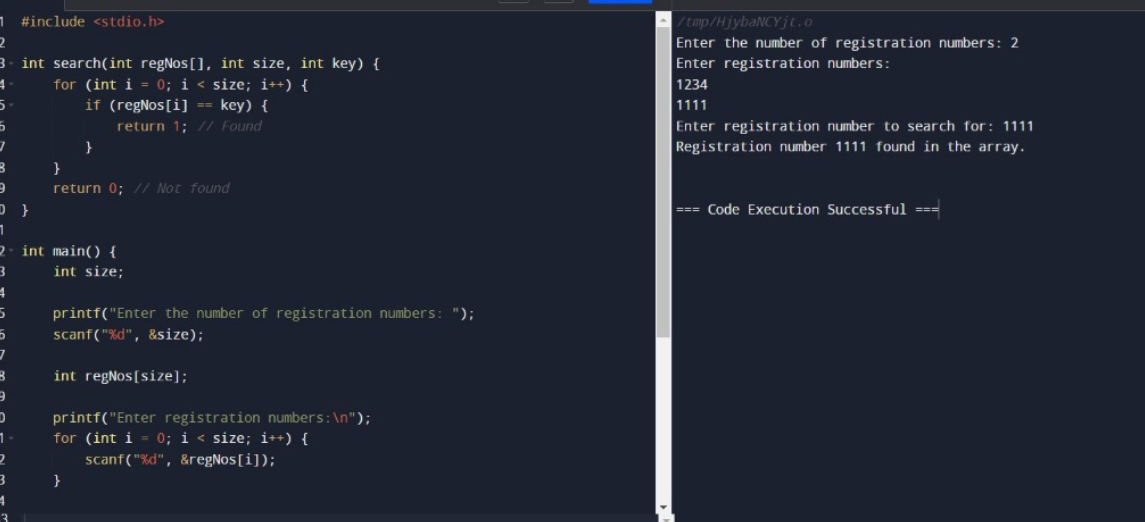 1 #include <stdio.h>
2
3 int search(int regNos[], int size, int key) {
4     for (int i = 0; i < size; i++) {
5         if (regNos[i] == key) {
6             return 1; // Found
7         }
8     }
9     return 0; // Not found
0 }
1
2 int main() {
3     int size;
4
5     printf("Enter the number of registration numbers: ");
6     scanf("%d", &size);
7
8     int regNos[size];
9
0     printf("Enter registration numbers:\n");
1     for (int i = 0; i < size; i++) {
2         scanf("%d", &regNos[i]);
3     }
4
/tmp/HjybaNCYjt.o
Enter the number of registration numbers: 2
Enter registration numbers:
1234
1111
Enter registration number to search for: 1111
Registration number 1111 found in the array.
=== Code Execution Successful ===